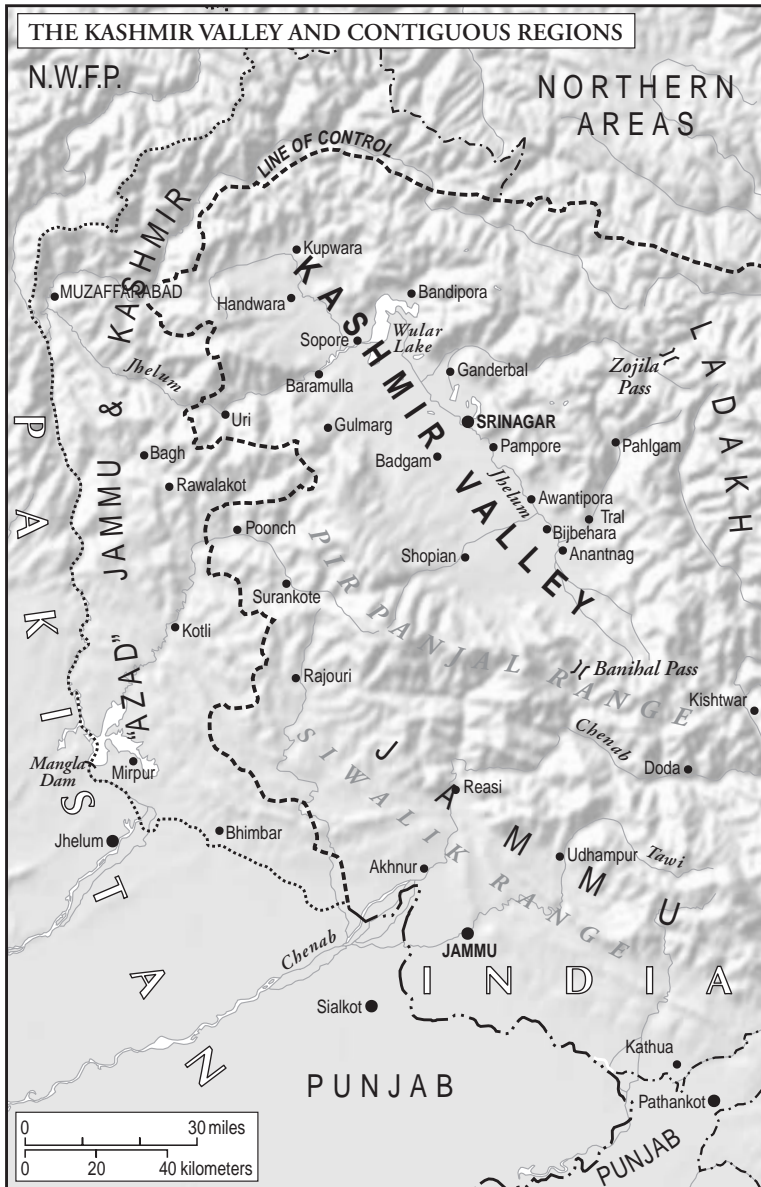 THE KASHMIR VALLEY AND CONTIGUOUS REGIONS
N.W.F.P.
NORTHERN
AREAS
LINE OF CONTROL
"AZAD" JAMMU & KASHMIR
Kupwara
KASHMIR VALLEY
MUZAFFARABAD
Handwara
Bandipora
LADAKH
Sopore
Wular
Lake
Zojila
Pass
Jhelum
Baramulla
Ganderbal
PAKISTAN
Uri
Gulmarg
SRINAGAR
Bagh
Badgam
Pampore
Pahlgam
Rawalakot
Jhelum
Awantipora
Tral
Poonch
PIR PANJAL RANGE
Bijbehara
Shopian
Anantnag
Surankote
Kotli
Rajouri
Banihal Pass
Kishtwar
SIWALIK RANGE
JAMMU
Chenab
Mangla
Dam
Mirpur
Doda
Reasi
Jhelum
Bhimbar
Akhnur
Udhampur
Tawi
Chenab
JAMMU
INDIA
Sialkot
Kathua
PUNJAB
Pathankot
PUNJAB
0 30 miles
0 20 40 kilometers